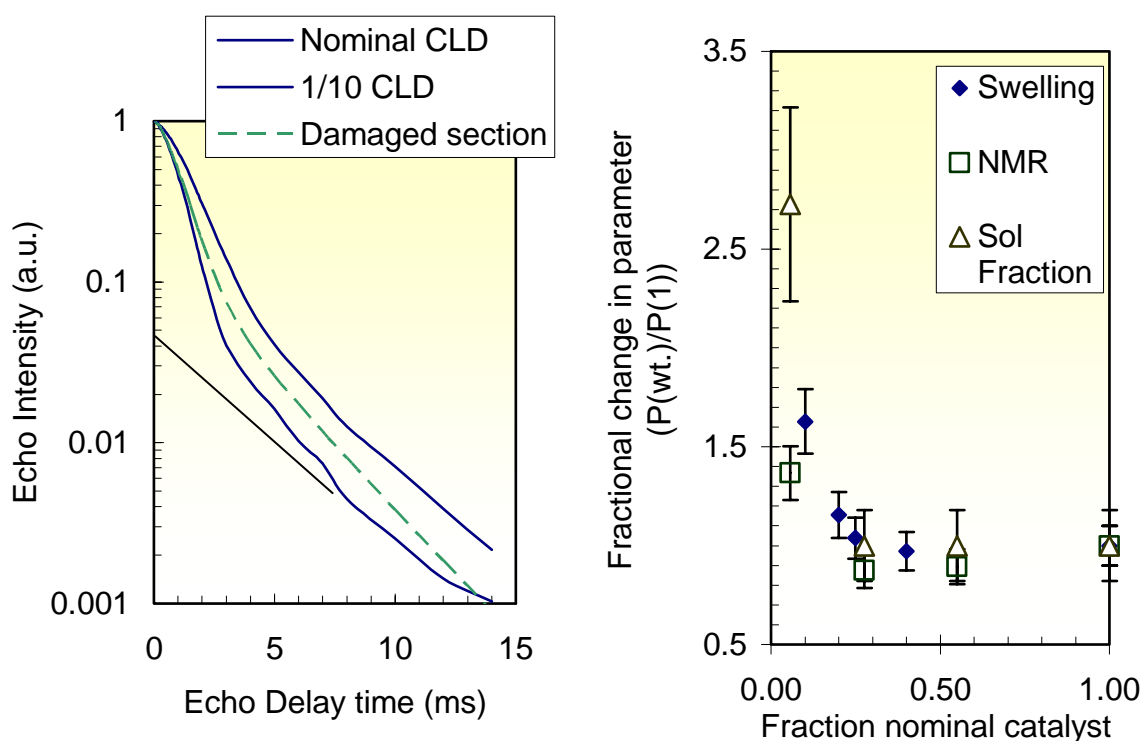 Nominal CLD
1/10 CLD
Damaged section
1
0.1
0.01
0.001
Echo Intensity (a.u.)
0
5
10
15
Echo Delay time (ms)
3.5
2.5
1.5
0.5
Fractional change in parameter
(P(wt.)/P(1))
Swelling
NMR
Sol
Fraction
0.00
0.50
1.00
Fraction nominal catalyst